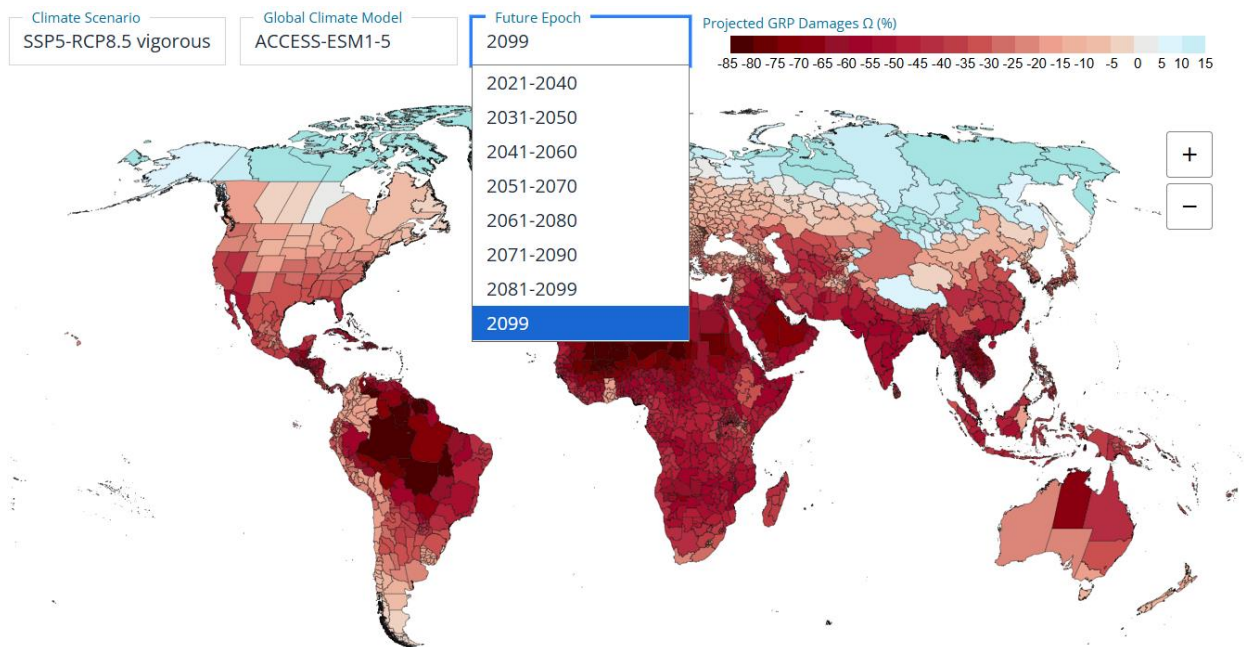 Climate Scenario
SSP5-RCP8.5 vigorous
Global Climate Model
ACCESS-ESM1-5
Future Epoch
2099
2021-2040
2031-2050
2041-2060
2051-2070
2061-2080
2071-2090
2081-2099
2099
Projected GRP Damages Ω (%)
-85 -80 -75 -70 -65 -60 -55 -50 -45 -40 -35 -30 -25 -20 -15 -10 -5 0 5 10 15
+
−